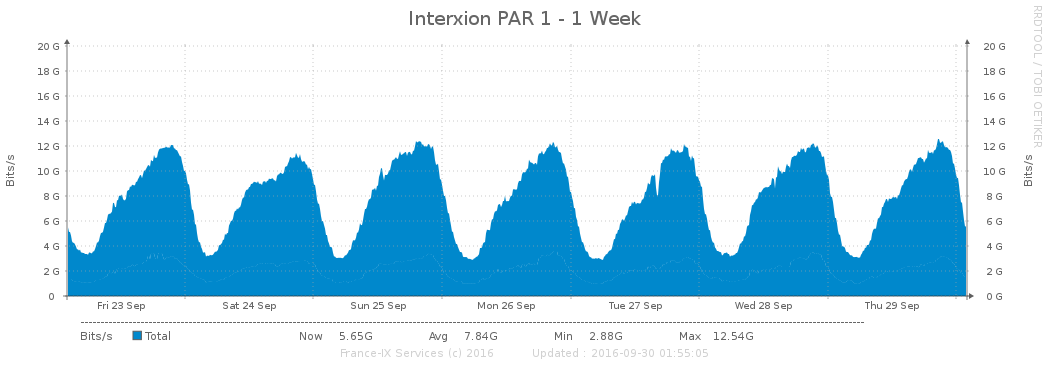 Interxion PAR 1 - 1 Week
RRDTOOL / TOBI OETIKER
20 G 20 G
18 G 18 G
16 G 16 G
14 G 14 G
12 G 12 G
10 G 10 G
8 G 8 G
6 G 6 G
4 G 4 G
2 G 2 G
0 0 G
Bits/s
Bits/s
Fri 23 Sep Sat 24 Sep Sun 25 Sep Mon 26 Sep Tue 27 Sep Wed 28 Sep Thu 29 Sep
Bits/s Total Now 5.65G Avg 7.84G Min 2.88G Max 12.54G
France-IX Services (c) 2016 Updated : 2016-09-30 01:55:05